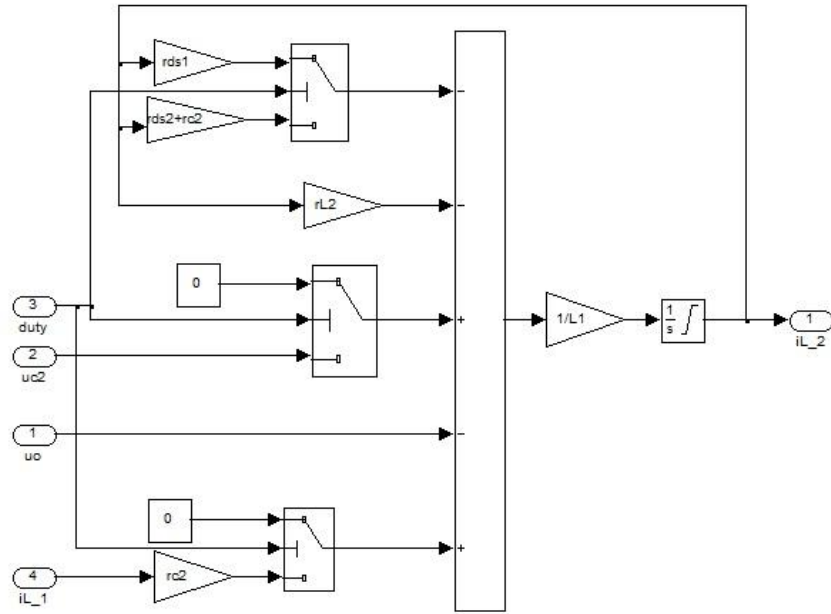 rds1
−
rds2+rc2
rL2
−
0
3
duty
+
1/L1
1
s
1
iL_2
2
uc2
1
uo
−
0
+
4
iL_1
rc2